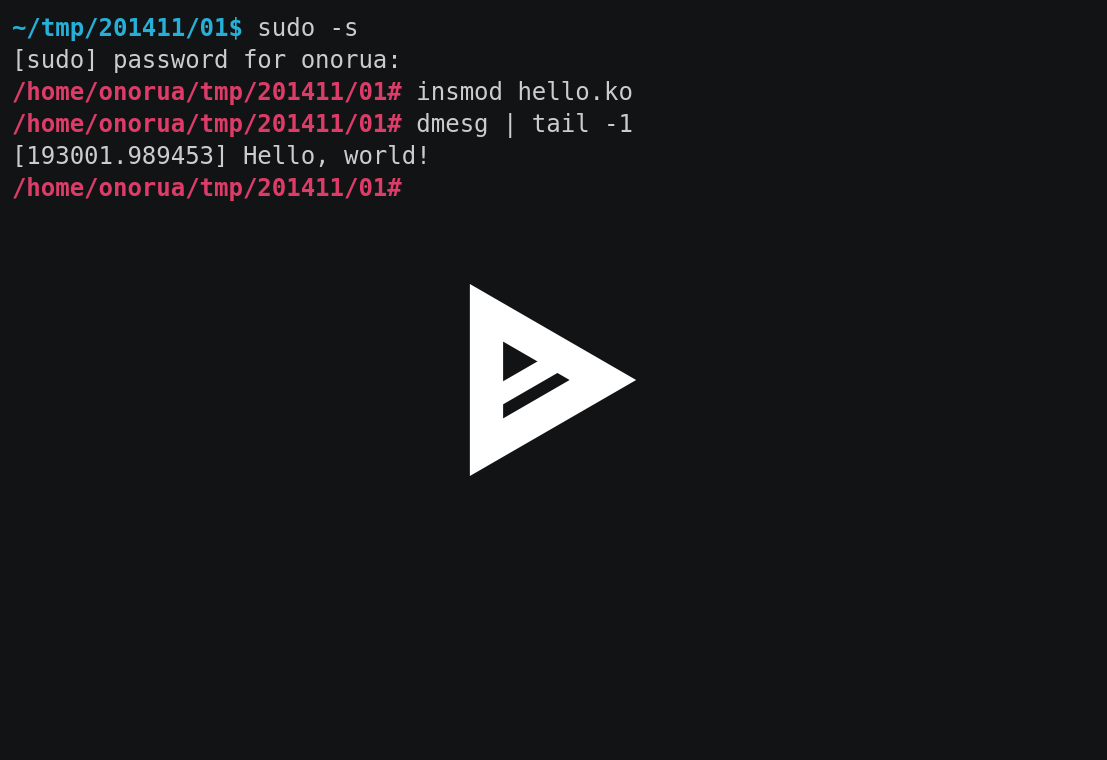 ~/tmp/201411/01$ sudo -s
[sudo] password for onorua:
/home/onorua/tmp/201411/01# insmod hello.ko
/home/onorua/tmp/201411/01# dmesg | tail -1
[193001.989453] Hello, world!
/home/onorua/tmp/201411/01#